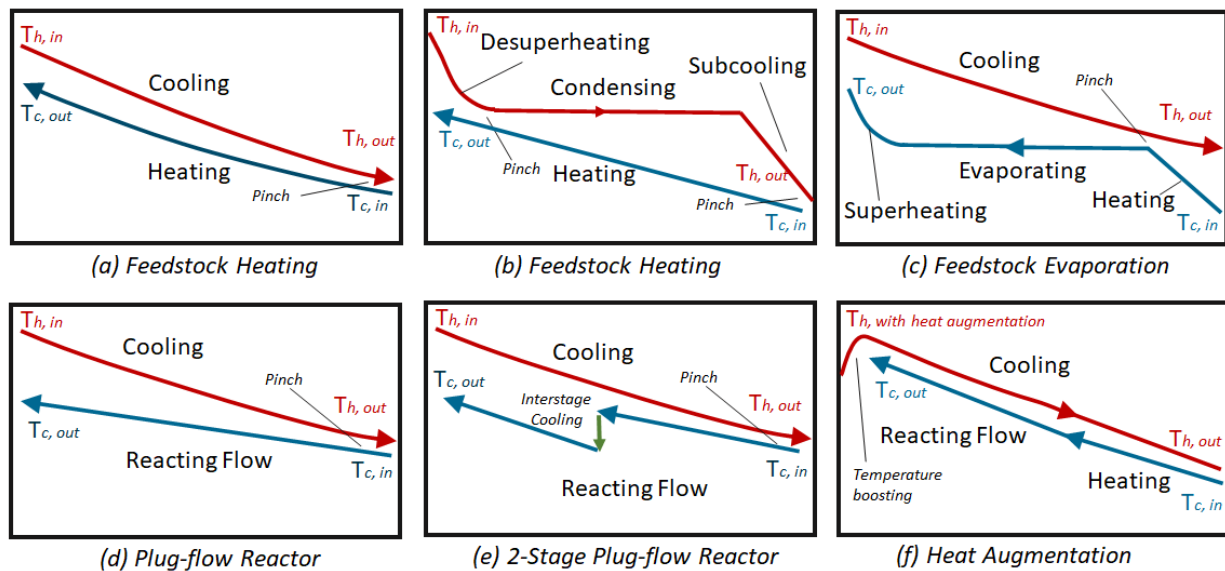 Th, in
Cooling
Tc, out
Th, out
Heating
Pinch
Tc, in
(a) Feedstock Heating
Th, in
Desuperheating
Subcooling
Condensing
Tc, out
Pinch
Heating
Th, out
Pinch
Tc, in
(b) Feedstock Heating
Th, in
Cooling
Pinch
Tc, out
Th, out
Evaporating
Heating
Superheating
Tc, in
(c) Feedstock Evaporation
Th, in
Cooling
Pinch
Th, out
Tc, out
Reacting Flow
Tc, in
(d) Plug-flow Reactor
Th, in
Cooling
Tc, out
Pinch
Interstage
Cooling
Th, out
Tc, in
Reacting Flow
(e) 2-Stage Plug-flow Reactor
Th, with heat augmentation
Cooling
Tc, out
Reacting Flow
Th, out
Temperature
boosting
Heating
Tc, in
(f) Heat Augmentation